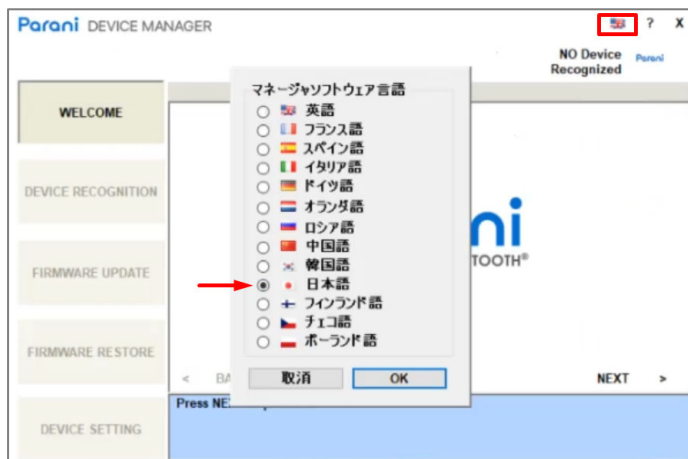 Parani DEVICE MANAGER
? X
NO Device
Recognized
Parani
WELCOME
DEVICE RECOGNITION
FIRMWARE UPDATE
FIRMWARE RESTORE
DEVICE SETTING
マネージャソフトウェア言語
英語
フランス語
スペイン語
イタリア語
ドイツ語
オランダ語
ロシア語
中国語
韓国語
日本語
フィンランド語
チェコ語
ポーランド語
取消
OK
ni
TOOTH®
< BA
NEXT >
Press NE